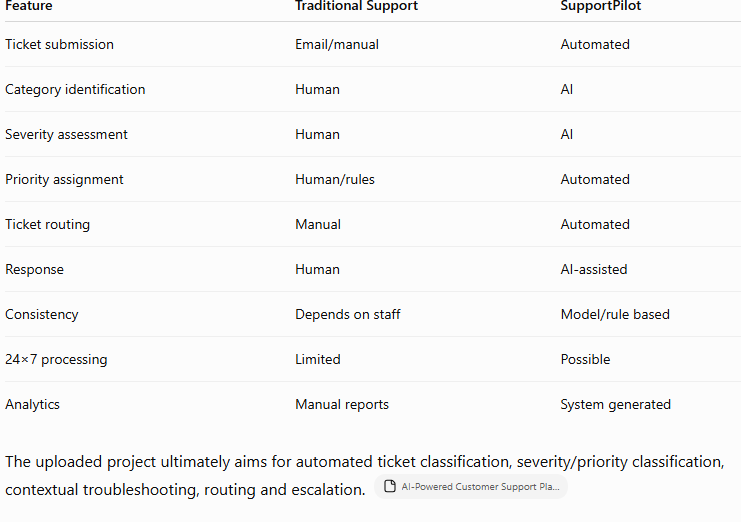 Feature Traditional Support SupportPilot
Ticket submission Email/manual Automated
Category identification Human AI
Severity assessment Human AI
Priority assignment Human/rules Automated
Ticket routing Manual Automated
Response Human AI-assisted
Consistency Depends on staff Model/rule based
24×7 processing Limited Possible
Analytics Manual reports System generated
The uploaded project ultimately aims for automated ticket classification, severity/priority classification,
contextual troubleshooting, routing and escalation. AI-Powered Customer Support Pla...